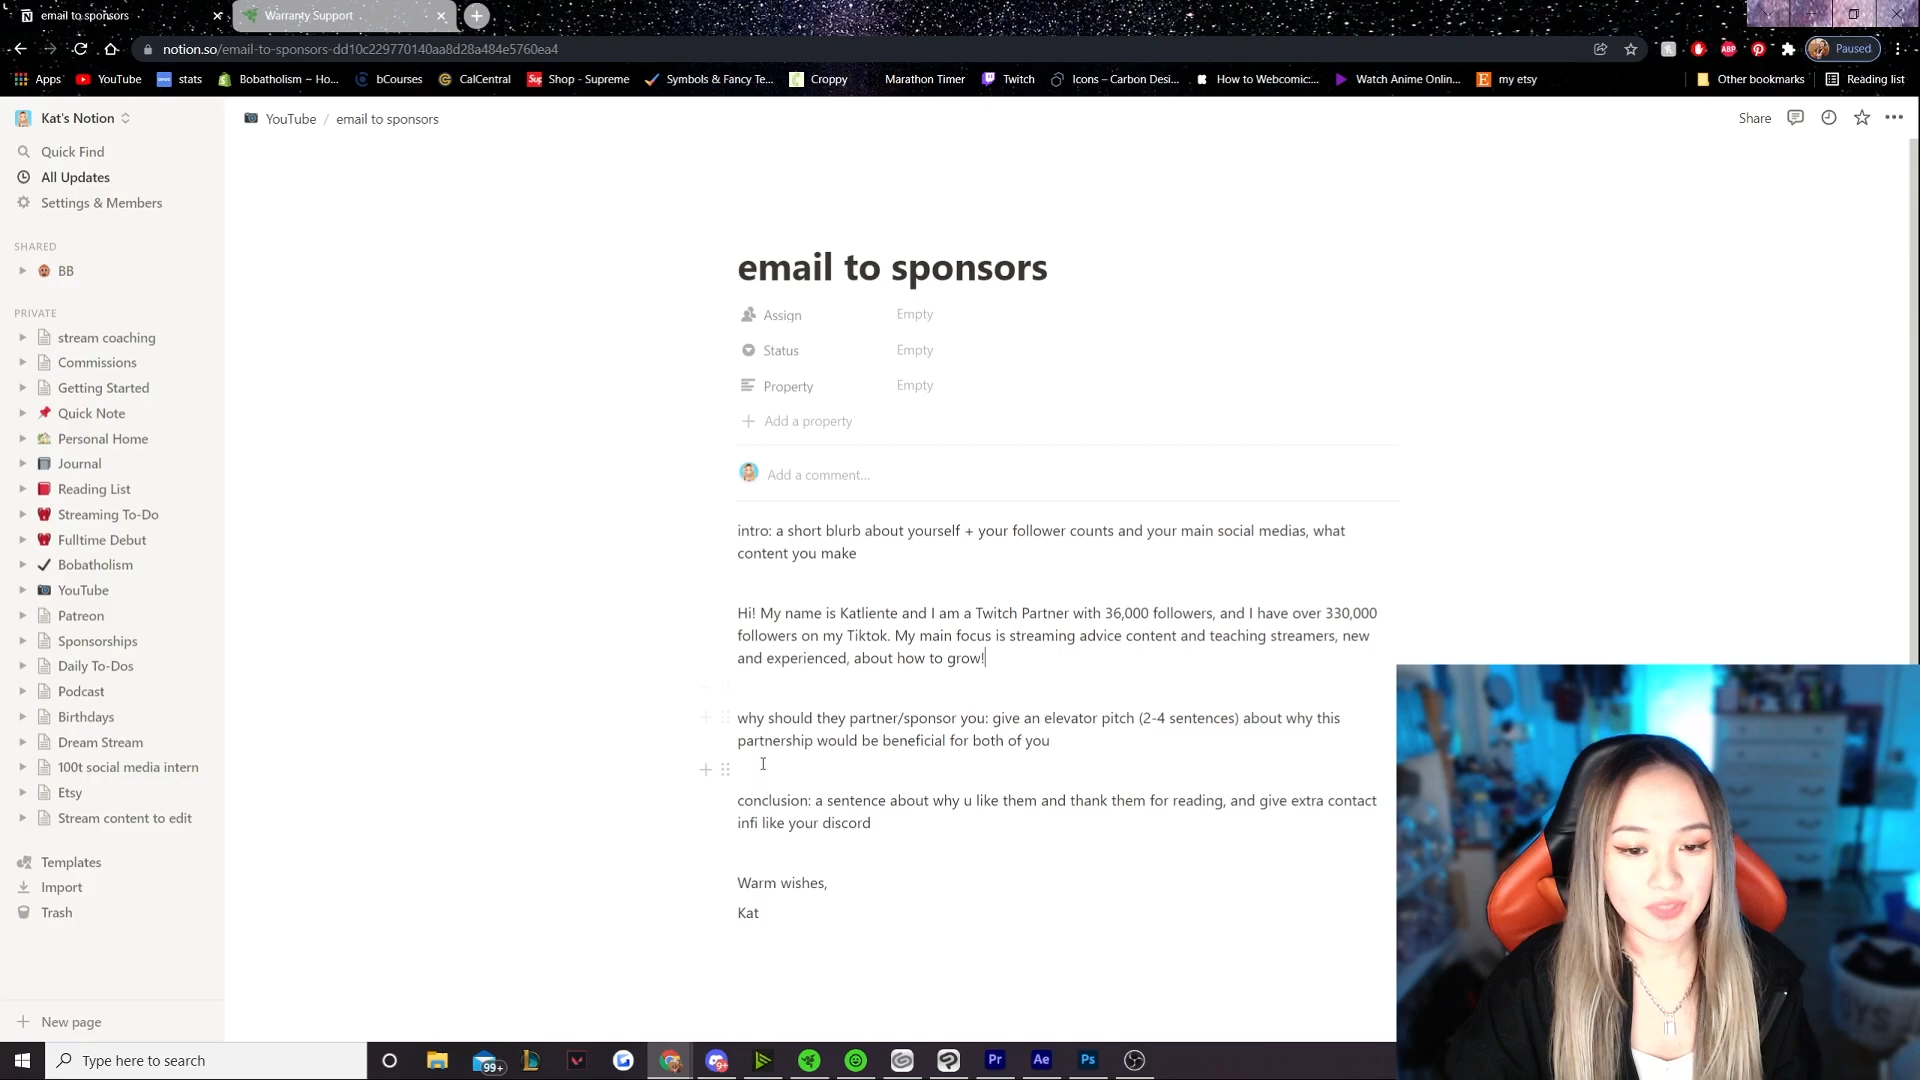 email to sponsors
Warranty Support
notion.so/email-to-sponsors-dd10c229770140aa8d28a484e5760ea4
ABP
Paused
Apps
YouTube
stats
Bobatholism – Ho...
bCourses
CalCentral
Sup
Shop - Supreme
Symbols & Fancy Te...
Croppy
Marathon Timer
Twitch
Icons – Carbon Desi...
How to Webcomic:...
Watch Anime Onlin...
E
my etsy
Other bookmarks
Reading list
Kat's Notion
YouTube / email to sponsors
Share
Quick Find
All Updates
Settings & Members
SHARED
BB
PRIVATE
stream coaching
Commissions
Getting Started
Quick Note
Personal Home
Journal
Reading List
Streaming To-Do
Fulltime Debut
Bobatholism
YouTube
Patreon
Sponsorships
Daily To-Dos
Podcast
Birthdays
Dream Stream
100t social media intern
Etsy
Stream content to edit
Templates
Import
Trash
New page
email to sponsors
Assign Empty
Status Empty
Property Empty
Add a property
Add a comment...
intro: a short blurb about yourself + your follower counts and your main social medias, what
content you make
Hi! My name is Katliente and I am a Twitch Partner with 36,000 followers, and I have over 330,000
followers on my Tiktok. My main focus is streaming advice content and teaching streamers, new
and experienced, about how to grow!
why should they partner/sponsor you: give an elevator pitch (2-4 sentences) about why this
partnership would be beneficial for both of you
conclusion: a sentence about why u like them and thank them for reading, and give extra contact
infi like your discord
Warm wishes,
Kat
Type here to search
99+
9+
Pr
Ae
Ps